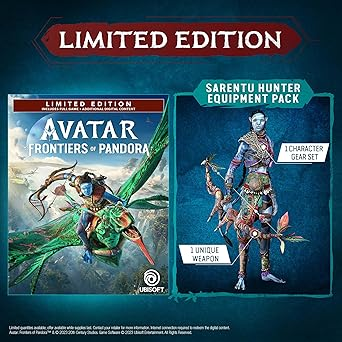 LIMITED EDITION
LIMITED EDITION
INCLUDES FULL GAME + ADDITIONAL DIGITAL CONTENT
AVATAR
FRONTIERS OF PANDORA
UBISOFT
SARENTU HUNTER
EQUIPMENT PACK
1 CHARACTER
GEAR SET
1 UNIQUE
WEAPON
Limited quantities available, offer available while supplies last. Contact your retailer for more information. Internet connection required to redeem the digital content.
Avatar: Frontiers of Pandora™ & © 2023 20th Century Studios. Game Software © 2023 Ubisoft Entertainment. All Rights Reserved.